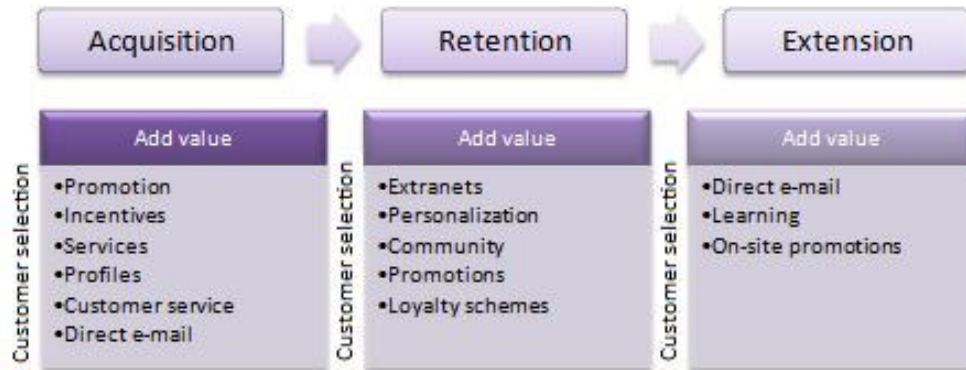 Acquisition
Retention
Extension
Customer selection
Add value
•Promotion
•Incentives
•Services
•Profiles
•Customer service
•Direct e-mail
Customer selection
Add value
•Extranets
•Personalization
•Community
•Promotions
•Loyalty schemes
Customer selection
Add value
•Direct e-mail
•Learning
•On-site promotions